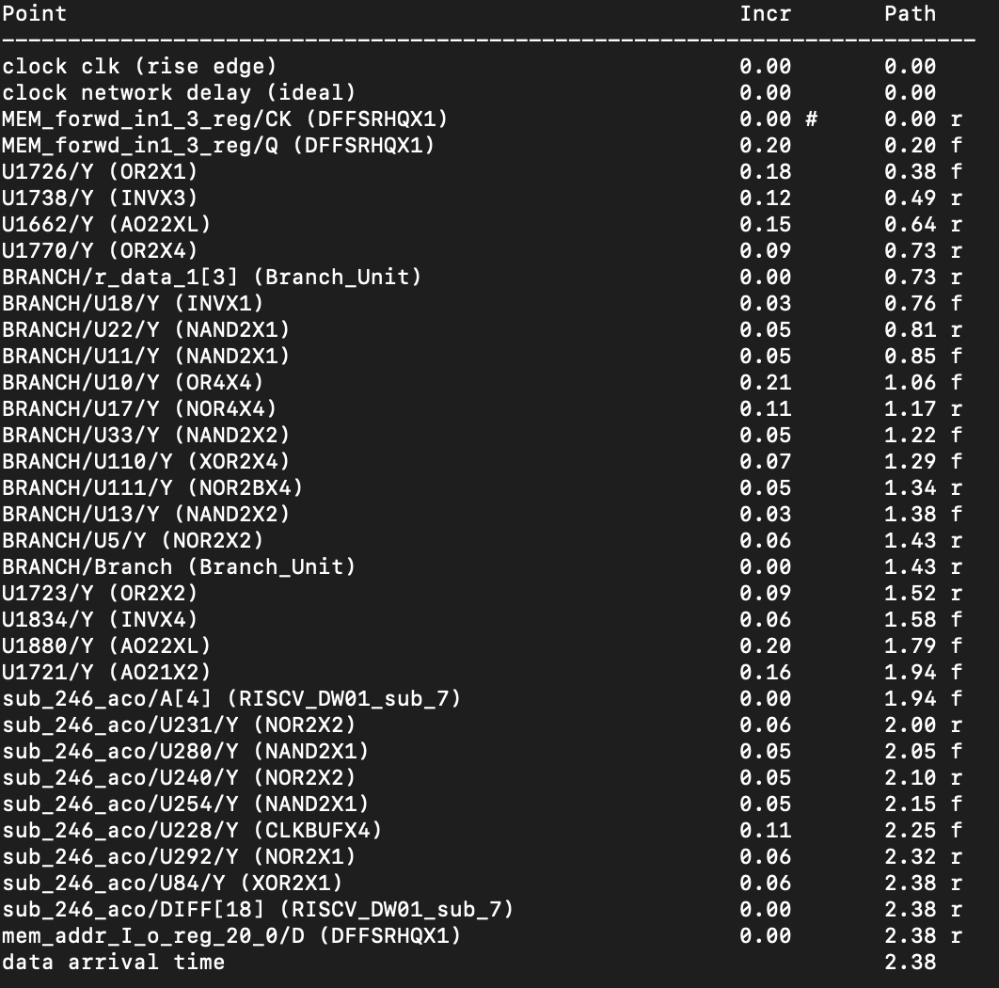 Point Incr Path
--------------------------------------------------------------------------
clock clk (rise edge) 0.00 0.00
clock network delay (ideal) 0.00 0.00
MEM_forwd_in1_3_reg/CK (DFFSRHQX1) 0.00 # 0.00 r
MEM_forwd_in1_3_reg/Q (DFFSRHQX1) 0.20 0.20 f
U1726/Y (OR2X1) 0.18 0.38 f
U1738/Y (INVX3) 0.12 0.49 r
U1662/Y (AO22XL) 0.15 0.64 r
U1770/Y (OR2X4) 0.09 0.73 r
BRANCH/r_data_1[3] (Branch_Unit) 0.00 0.73 r
BRANCH/U18/Y (INVX1) 0.03 0.76 f
BRANCH/U22/Y (NAND2X1) 0.05 0.81 r
BRANCH/U11/Y (NAND2X1) 0.05 0.85 f
BRANCH/U10/Y (OR4X4) 0.21 1.06 f
BRANCH/U17/Y (NOR4X4) 0.11 1.17 r
BRANCH/U33/Y (NAND2X2) 0.05 1.22 f
BRANCH/U110/Y (XOR2X4) 0.07 1.29 f
BRANCH/U111/Y (NOR2BX4) 0.05 1.34 r
BRANCH/U13/Y (NAND2X2) 0.03 1.38 f
BRANCH/U5/Y (NOR2X2) 0.06 1.43 r
BRANCH/Branch (Branch_Unit) 0.00 1.43 r
U1723/Y (OR2X2) 0.09 1.52 r
U1834/Y (INVX4) 0.06 1.58 f
U1880/Y (AO22XL) 0.20 1.79 f
U1721/Y (AO21X2) 0.16 1.94 f
sub_246_aco/A[4] (RISCV_DW01_sub_7) 0.00 1.94 f
sub_246_aco/U231/Y (NOR2X2) 0.06 2.00 r
sub_246_aco/U280/Y (NAND2X1) 0.05 2.05 f
sub_246_aco/U240/Y (NOR2X2) 0.05 2.10 r
sub_246_aco/U254/Y (NAND2X1) 0.05 2.15 f
sub_246_aco/U228/Y (CLKBUFX4) 0.11 2.25 f
sub_246_aco/U292/Y (NOR2X1) 0.06 2.32 r
sub_246_aco/U84/Y (XOR2X1) 0.06 2.38 r
sub_246_aco/DIFF[18] (RISCV_DW01_sub_7) 0.00 2.38 r
mem_addr_I_o_reg_20_0/D (DFFSRHQX1) 0.00 2.38 r
data arrival time 2.38